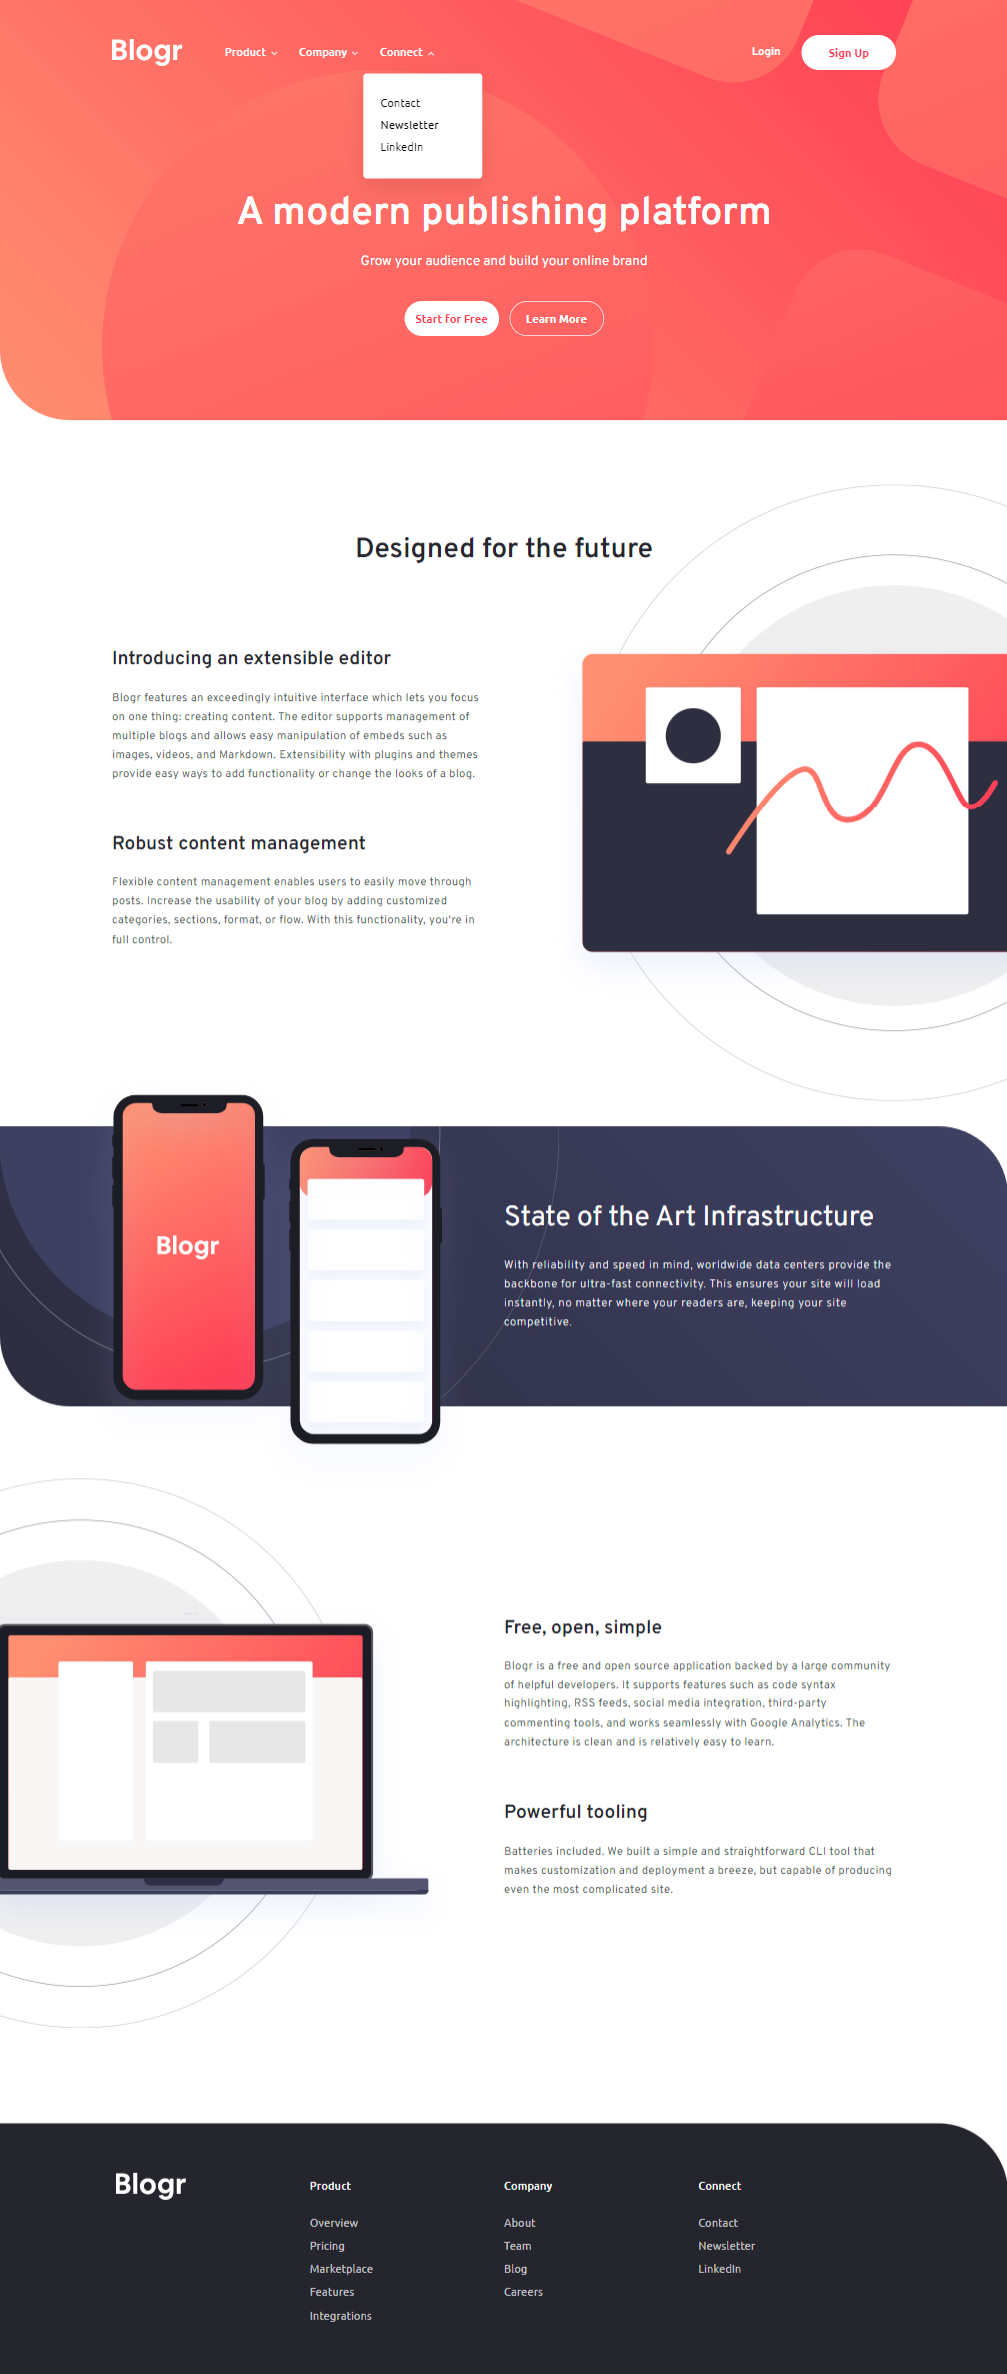 Blogr
Product
Company
Connect
Login
Sign Up
Contact
Newsletter
LinkedIn
A modern publishing platform
Grow your audience and build your online brand
Start for Free
Learn More
Designed for the future
Introducing an extensible editor
Blogr features an exceedingly intuitive interface which lets you focus
on one thing: creating content. The editor supports management of
multiple blogs and allows easy manipulation of embeds such as
images, videos, and Markdown. Extensibility with plugins and themes
provide easy ways to add functionality or change the looks of a blog.
Robust content management
Flexible content management enables users to easily move through
posts. Increase the usability of your blog by adding customized
categories, sections, format, or flow. With this functionality, you're in
full control.
Blogr
State of the Art Infrastructure
With reliability and speed in mind, worldwide data centers provide the
backbone for ultra-fast connectivity. This ensures your site will load
instantly, no matter where your readers are, keeping your site
competitive.
Free, open, simple
Blogr is a free and open source application backed by a large community
of helpful developers. It supports features such as code syntax
highlighting, RSS feeds, social media integration, third-party
commenting tools, and works seamlessly with Google Analytics. The
architecture is clean and is relatively easy to learn.
Powerful tooling
Batteries included. We built a simple and straightforward CLI tool that
makes customization and deployment a breeze, but capable of producing
even the most complicated site.
Blogr
Product
Overview
Pricing
Marketplace
Features
Integrations
Company
About
Team
Blog
Careers
Connect
Contact
Newsletter
LinkedIn